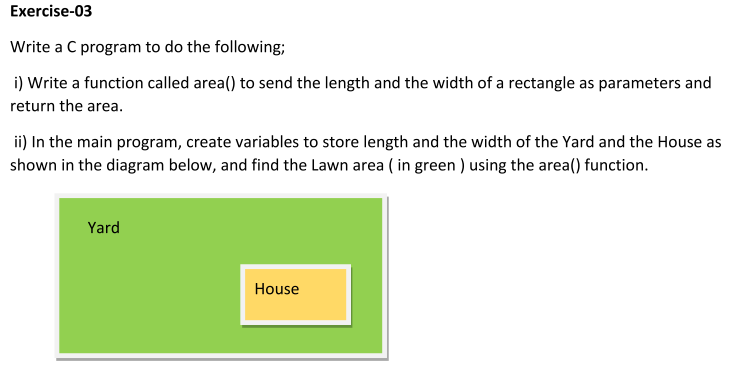 Exercise-03
Write a C program to do the following;
i) Write a function called area() to send the length and the width of a rectangle as parameters and
return the area.
ii) In the main program, create variables to store length and the width of the Yard and the House as
shown in the diagram below, and find the Lawn area ( in green ) using the area() function.
Yard
House